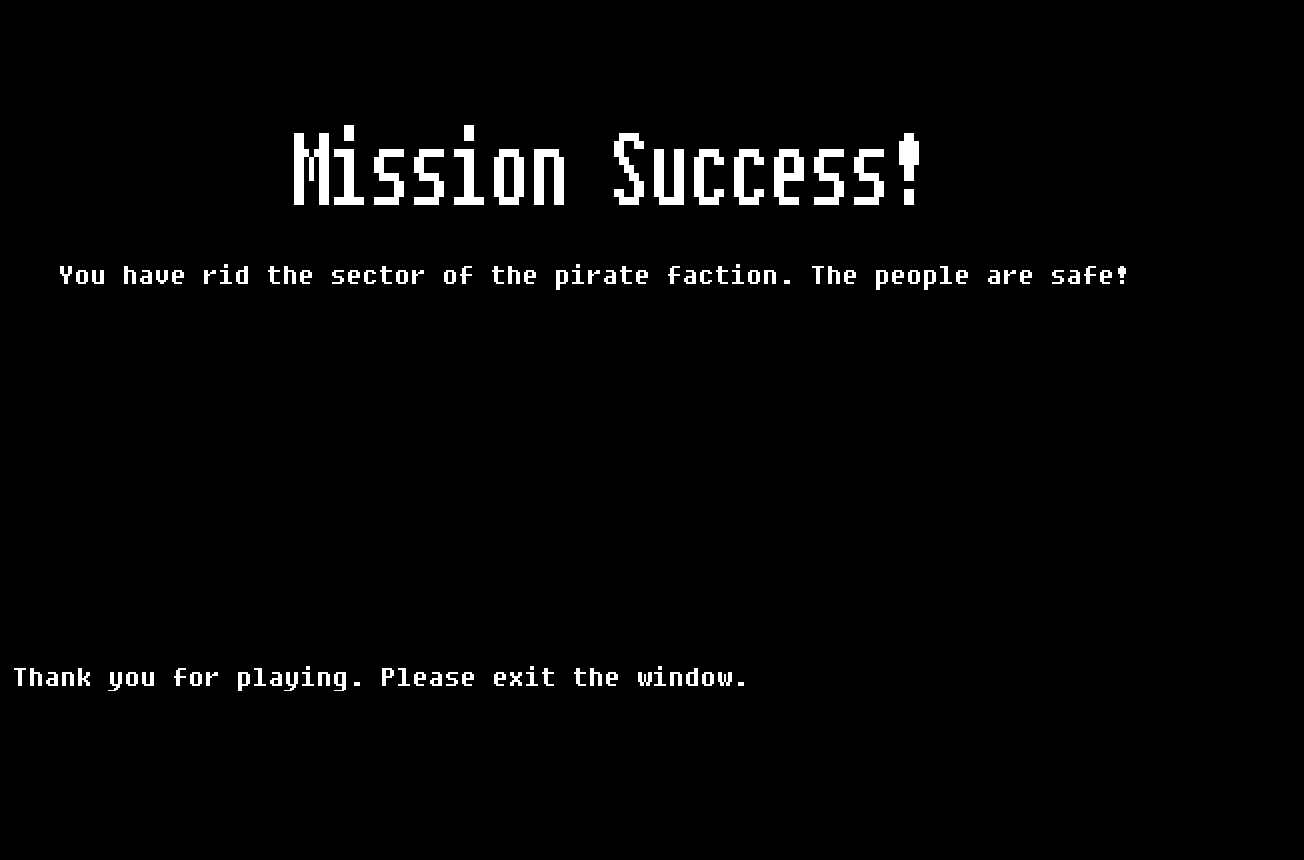 Mission Success!
You have rid the sector of the pirate faction. The people are safe!
Thank you for playing. Please exit the window.